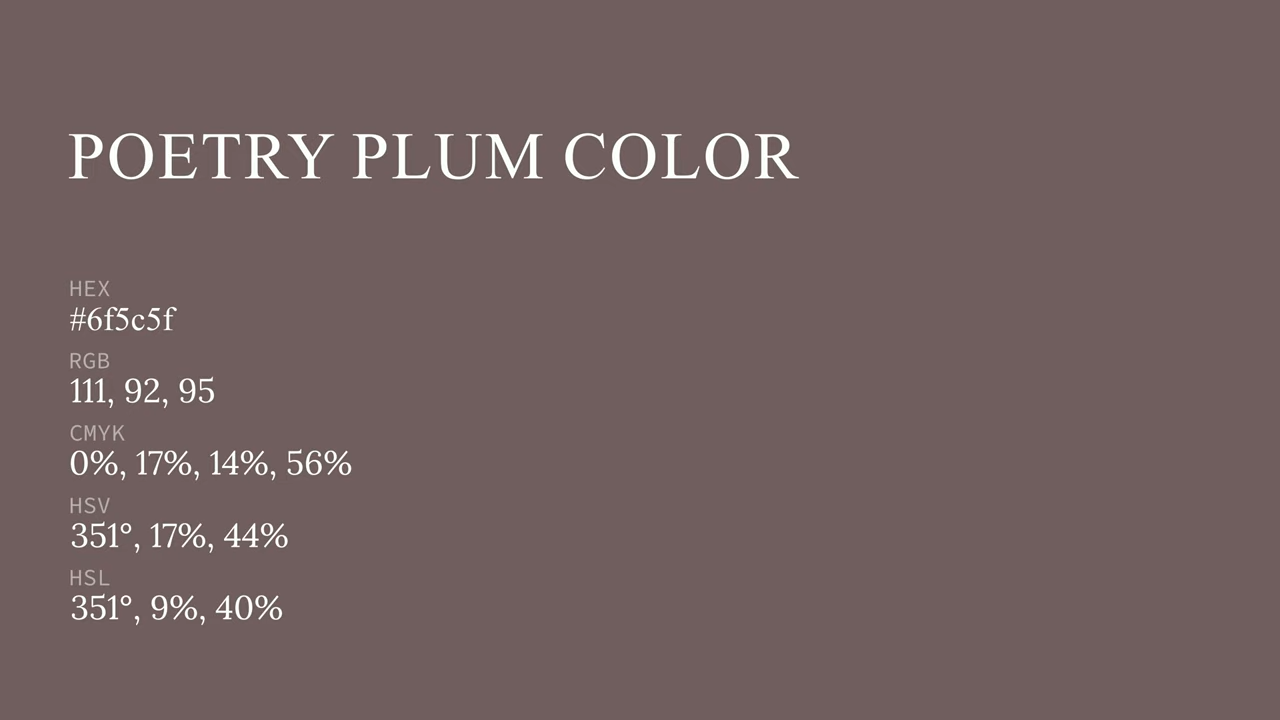 POETRY PLUM COLOR
HEX
#6f5c5f
RGB
111, 92, 95
CMYK
0%, 17%, 14%, 56%
HSV
351°, 17%, 44%
HSL
351°, 9%, 40%